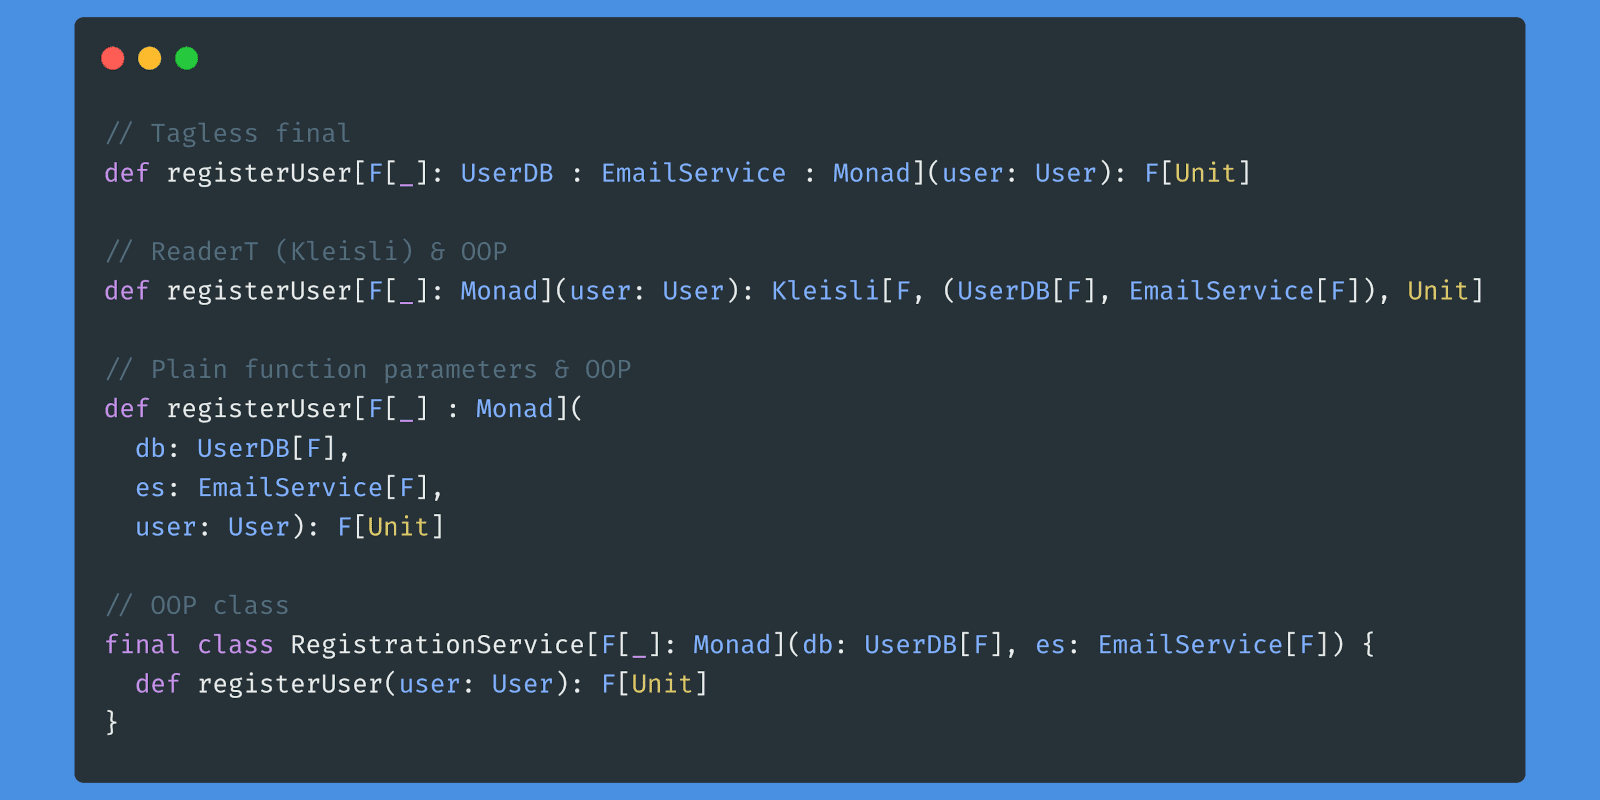 // Tagless final
def registerUser[F[_]: UserDB : EmailService : Monad](user: User): F[Unit]
// ReaderT (Kleisli) & OOP
def registerUser[F[_]: Monad](user: User): Kleisli[F, (UserDB[F], EmailService[F]), Unit]
// Plain function parameters & OOP
def registerUser[F[_] : Monad](
  db: UserDB[F],
  es: EmailService[F],
  user: User): F[Unit]
// OOP class
final class RegistrationService[F[_]: Monad](db: UserDB[F], es: EmailService[F]) {
  def registerUser(user: User): F[Unit]
}